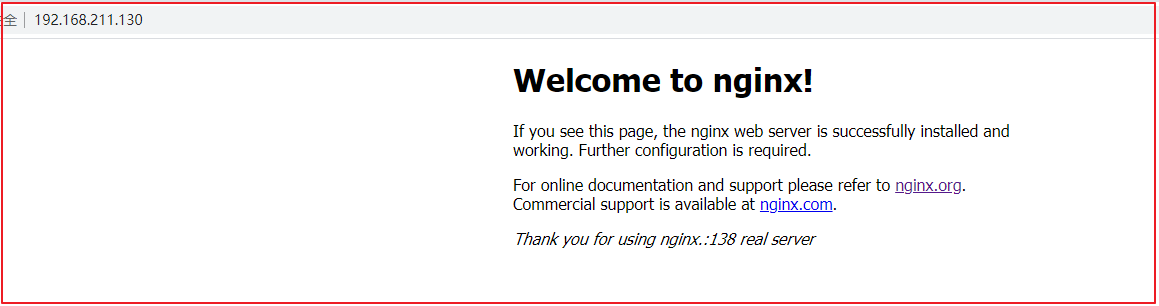 全 | 192.168.211.130
Welcome to nginx!
If you see this page, the nginx web server is successfully installed and
working. Further configuration is required.
For online documentation and support please refer to nginx.org.
Commercial support is available at nginx.com.
Thank you for using nginx.:138 real server